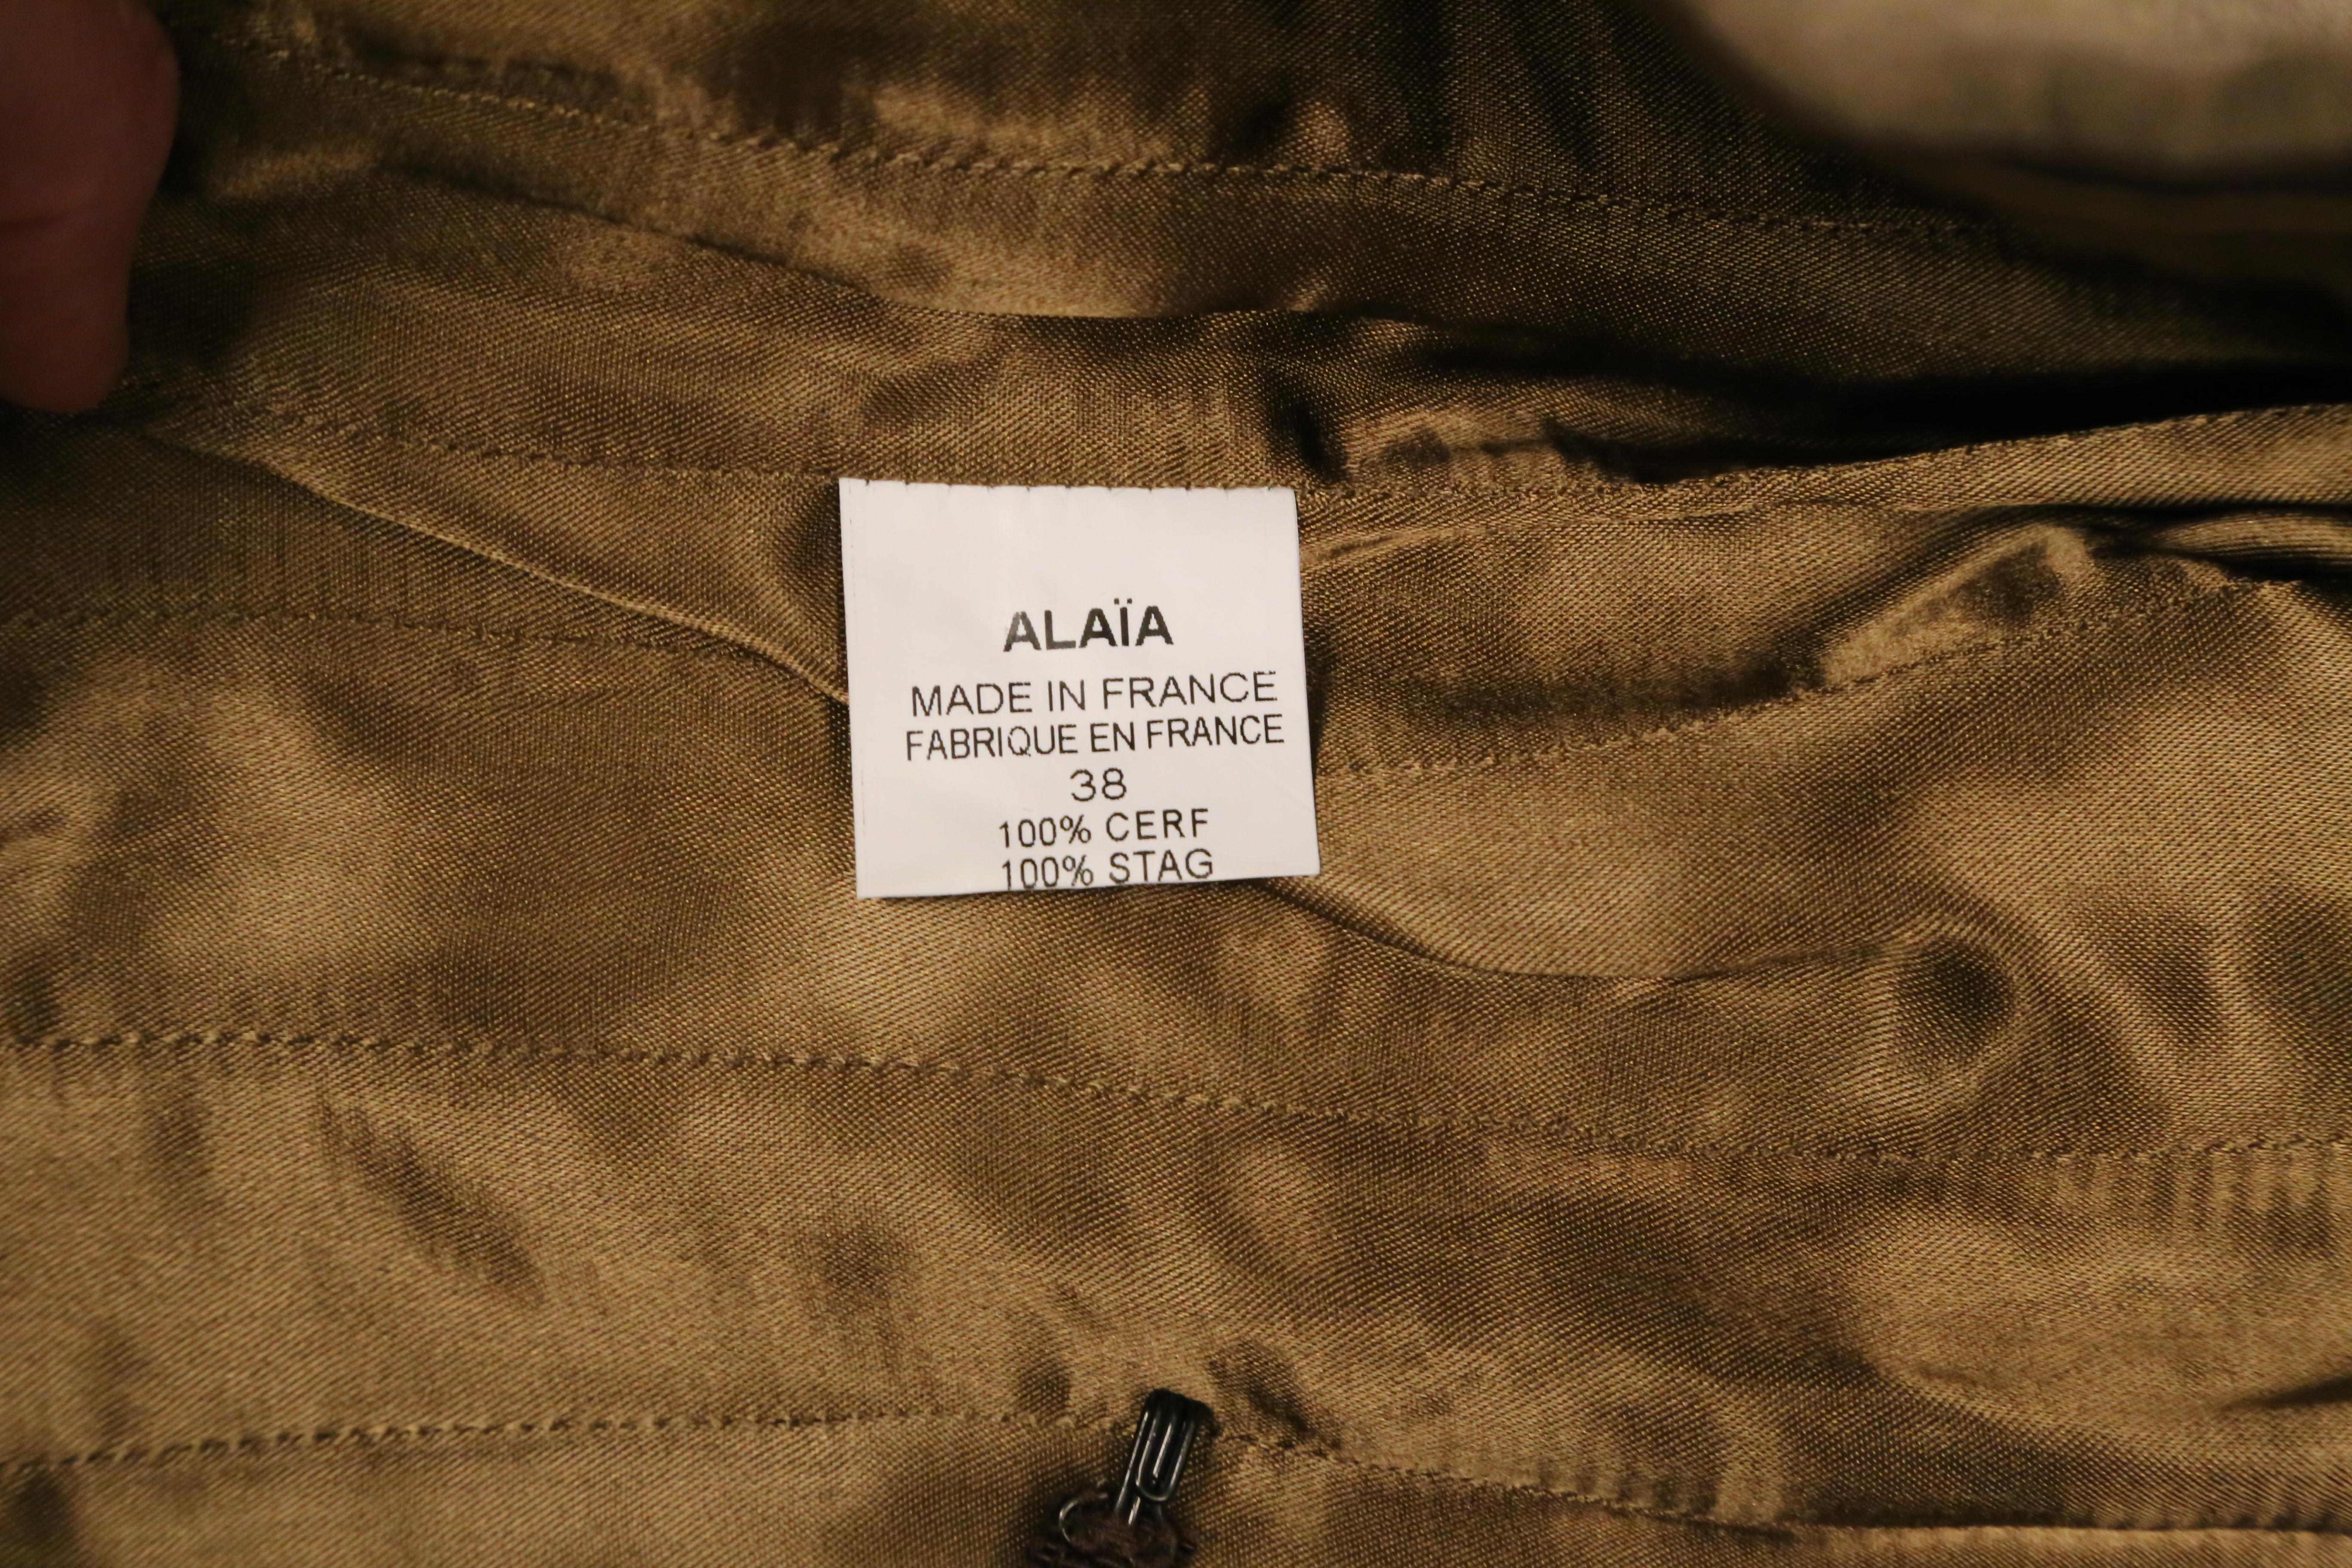 ALAÏA
MADE IN FRANCE
FABRIQUE EN FRANCE
38
100% CERF
100% STAG